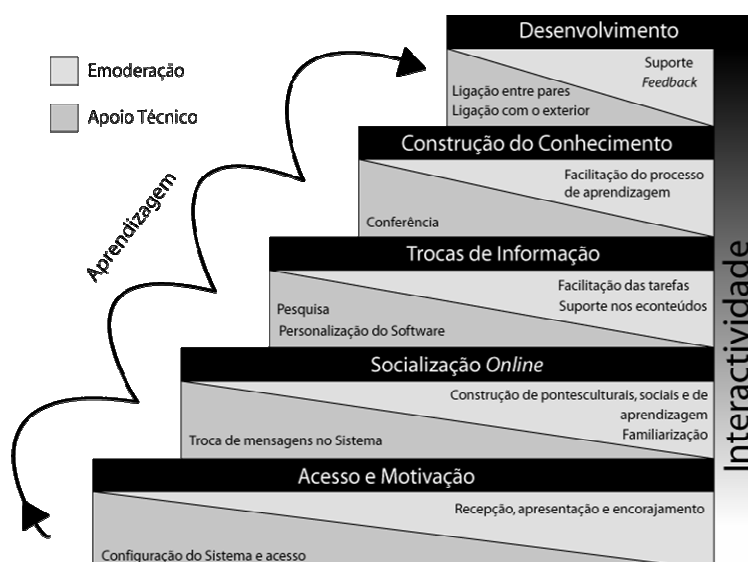 Desenvolvimento
Emoderação
Suporte
Feedback
Ligação entre pares
Ligação com o exterior
Apoio Técnico
Construção do Conhecimento
Facilitação do processo
de aprendizagem
Conferência
Aprendizagem
Trocas de Informação
Facilitação das tarefas
Suporte nos econteúdos
Pesquisa
Personalização do Software
Socialização Online
Construção de pontesculturais, sociais e de
aprendizagem
Familiarização
Troca de mensagens no Sistema
Acesso e Motivação
Recepção, apresentação e encorajamento
Configuração do Sistema e acesso
Interactividade